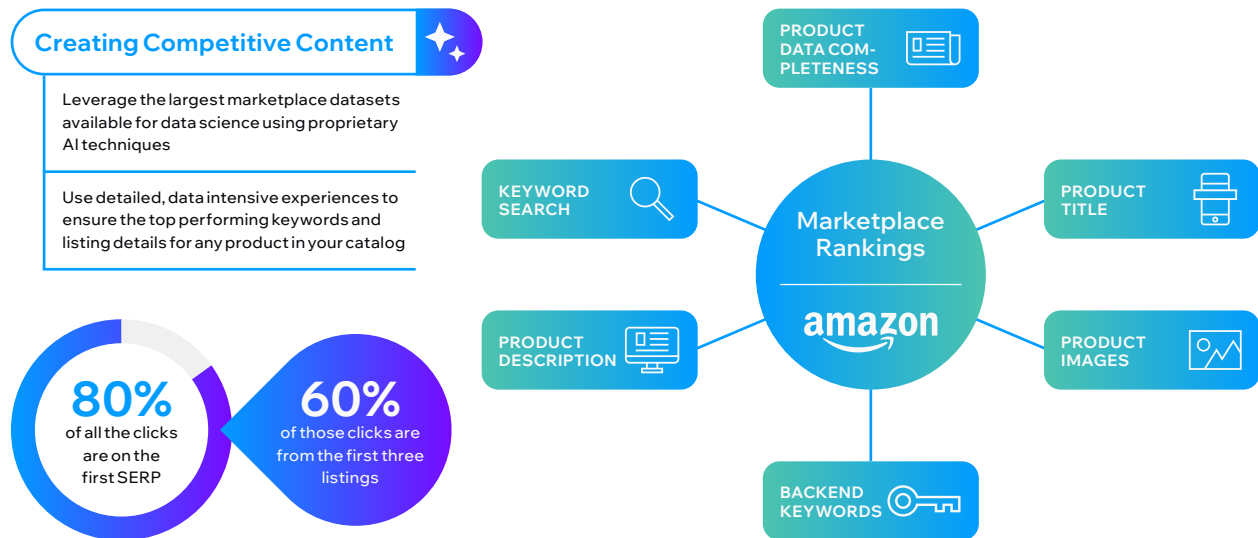 Creating Competitive Content
Leverage the largest marketplace datasets
available for data science using proprietary
AI techniques
Use detailed, data intensive experiences to
ensure the top performing keywords and
listing details for any product in your catalog
80%
of all the clicks
are on the
first SERP
60%
of those clicks are
from the first three
listings
PRODUCT
DATA COM-
PLETENESS
KEYWORD
SEARCH
PRODUCT
TITLE
Marketplace
Rankings
amazon
PRODUCT
DESCRIPTION
PRODUCT
IMAGES
BACKEND
KEYWORDS